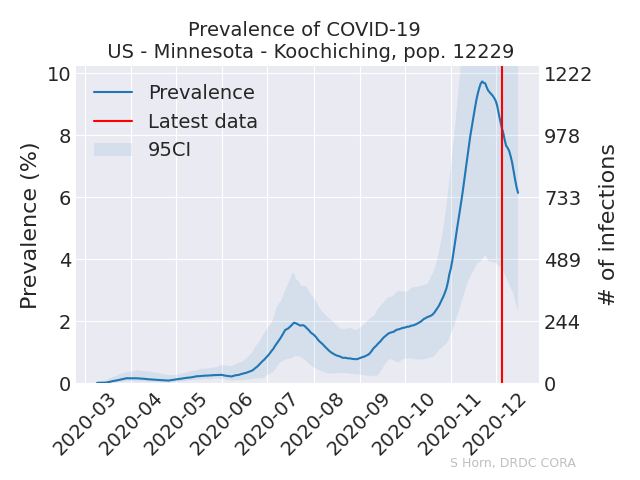 Prevalence of COVID-19
US - Minnesota - Koochiching, pop. 12229
Prevalence
Latest data
95CI
Prevalence (%)
10
8
6
4
2
0
# of infections
1222
978
733
489
244
0
2020-03
2020-04
2020-05
2020-06
2020-07
2020-08
2020-09
2020-10
2020-11
2020-12
S Horn, DRDC CORA